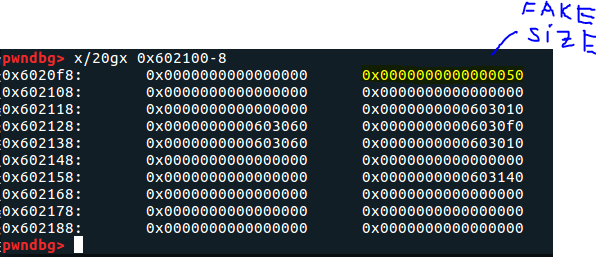 FAKE
SiZE
pwndbg> x/20gx 0x602100-8
0x6020f8: 0x0000000000000000 0x0000000000000050
0x602108: 0x0000000000000000 0x0000000000000000
0x602118: 0x0000000000000000 0x0000000000603010
0x602128: 0x0000000000603060 0x00000000006030f0
0x602138: 0x0000000000603060 0x0000000000603010
0x602148: 0x0000000000000000 0x0000000000000000
0x602158: 0x0000000000000000 0x0000000000603140
0x602168: 0x0000000000000000 0x0000000000000000
0x602178: 0x0000000000000000 0x0000000000000000
0x602188: 0x0000000000000000 0x0000000000000000
pwndbg>